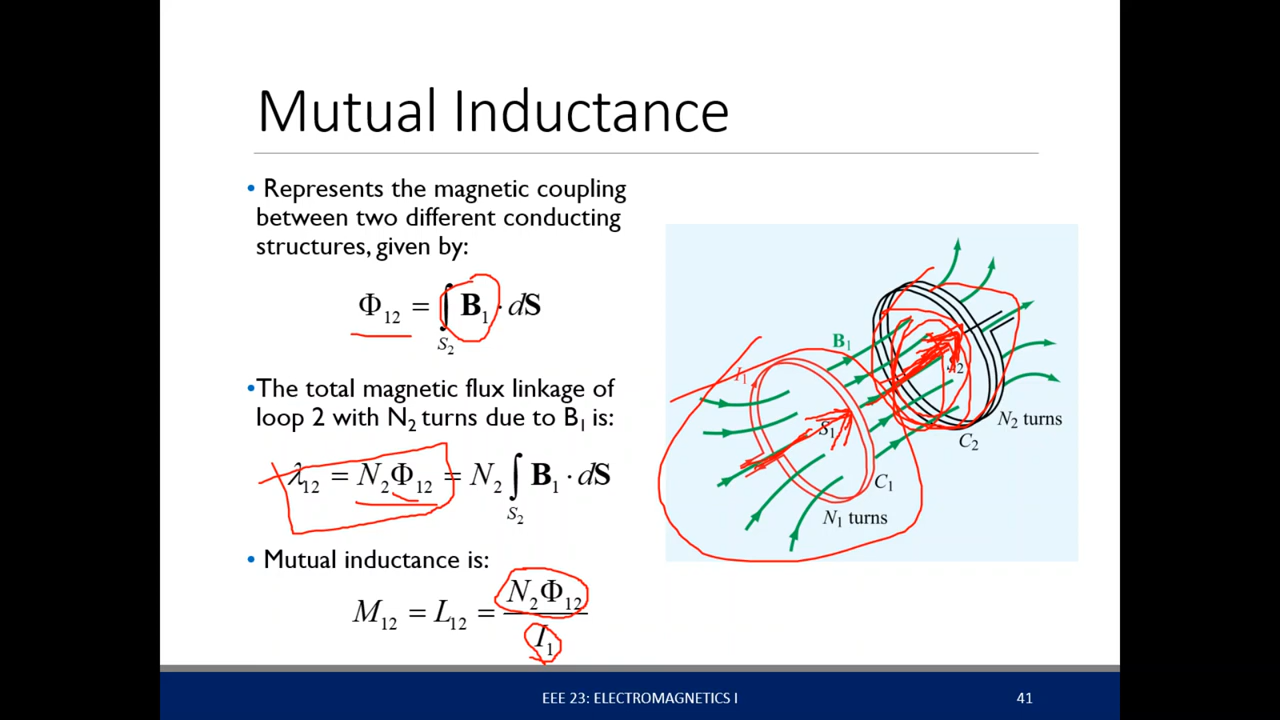 Mutual Inductance
• Represents the magnetic coupling
between two different conducting
structures, given by:
Φ₁₂ = ∫_S₂ B₁ · dS
•The total magnetic flux linkage of
loop 2 with N₂ turns due to B₁ is:
λ₁₂ = N₂Φ₁₂ = N₂ ∫_S₂ B₁ · dS
• Mutual inductance is:
M₁₂ = L₁₂ = N₂Φ₁₂ / I₁
B₁
I₁
S₁
S₂
C₁
N₁ turns
C₂
N₂ turns
EEE 23: ELECTROMAGNETICS I
41